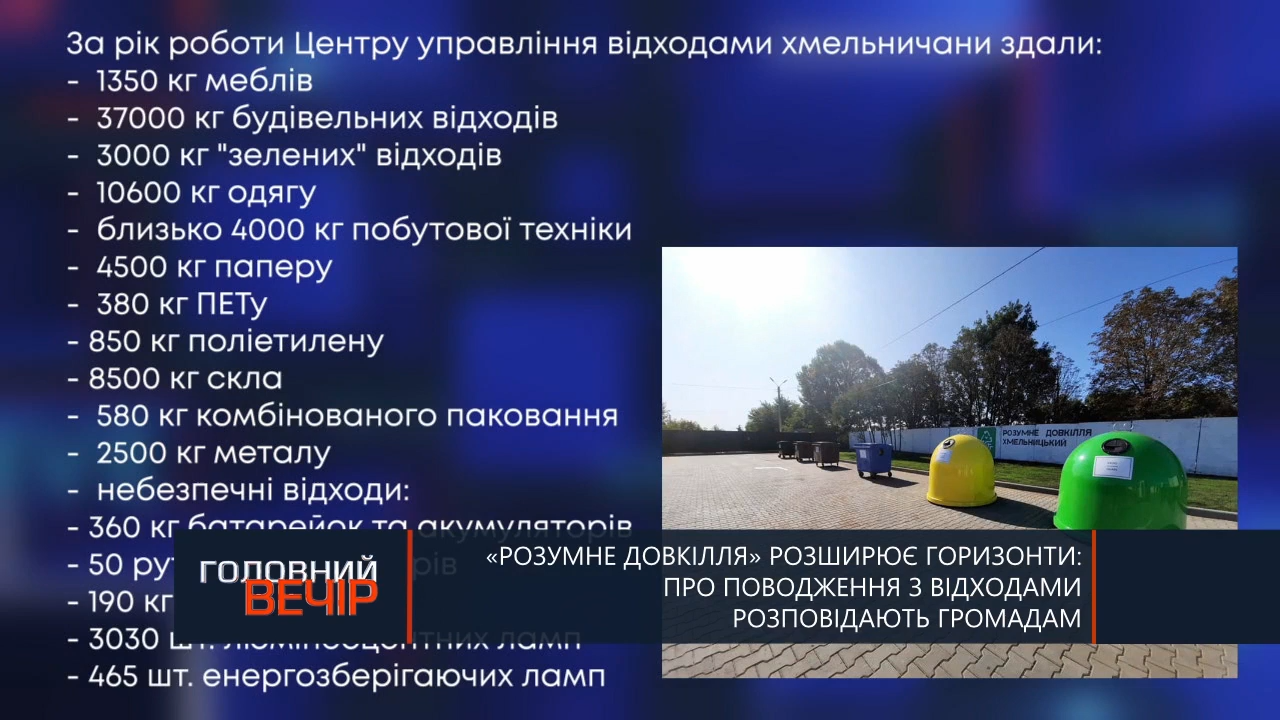 За рік роботи Центру управління відходами хмельничани здали:
- 1350 кг меблів
- 37000 кг будівельних відходів
- 3000 кг "зелених" відходів
- 10600 кг одягу
- близько 4000 кг побутової техніки
- 4500 кг паперу
- 380 кг ПЕТу
- 850 кг поліетилену
- 8500 кг скла
- 580 кг комбінованого паковання
- 2500 кг металу
- небезпечні відходи:
- 360 кг батарейок та акумуляторів
- 50
- 190 кг
- 3030 шт. люмінесцентних ламп
- 465 шт. енергозберігаючих ламп
РОЗУМНЕ ДОВКІЛЛЯ
ХМЕЛЬНИЦЬКИЙ
ГОЛОВНИЙ
ВЕЧІР
«РОЗУМНЕ ДОВКІЛЛЯ» РОЗШИРЮЄ ГОРИЗОНТИ:
ПРО ПОВОДЖЕННЯ З ВІДХОДАМИ
РОЗПОВІДАЮТЬ ГРОМАДАМ